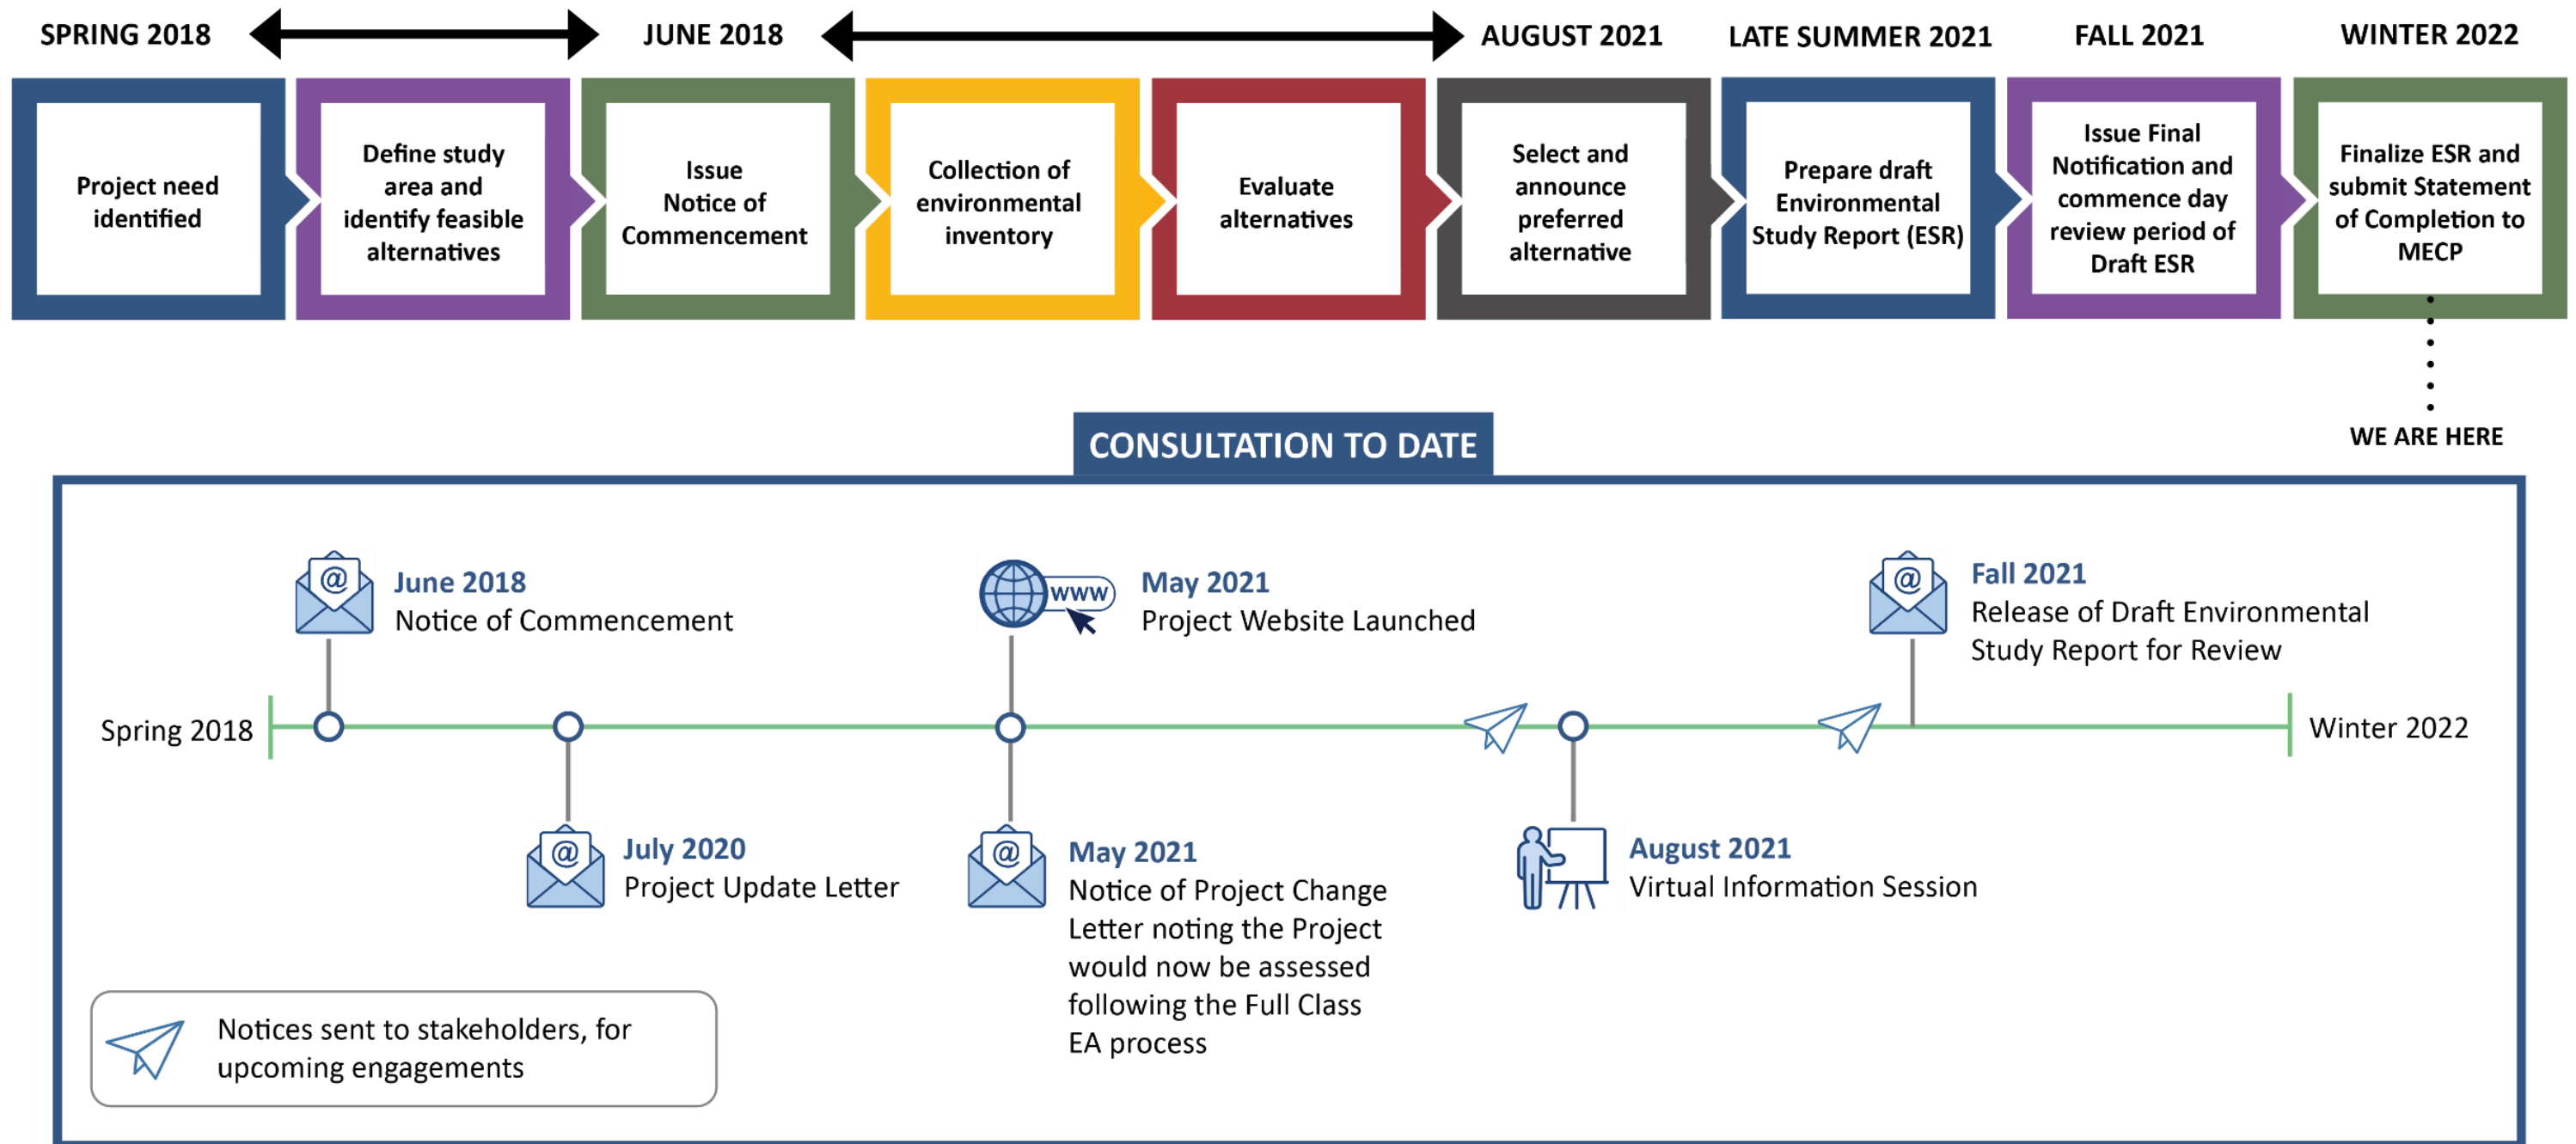 SPRING 2018
JUNE 2018
AUGUST 2021
LATE SUMMER 2021
FALL 2021
WINTER 2022
Project need
identified
Define study
area and
identify feasible
alternatives
Issue
Notice of
Commencement
Collection of
environmental
inventory
Evaluate
alternatives
Select and
announce
preferred
alternative
Prepare draft
Environmental
Study Report (ESR)
Issue Final
Notification and
commence day
review period of
Draft ESR
Finalize ESR and
submit Statement
of Completion to
MECP
WE ARE HERE
CONSULTATION TO DATE
@
June 2018
Notice of Commencement
www
May 2021
Project Website Launched
@
Fall 2021
Release of Draft Environmental
Study Report for Review
Spring 2018
Winter 2022
@
July 2020
Project Update Letter
@
May 2021
Notice of Project Change
Letter noting the Project
would now be assessed
following the Full Class
EA process
August 2021
Virtual Information Session
Notices sent to stakeholders, for
upcoming engagements